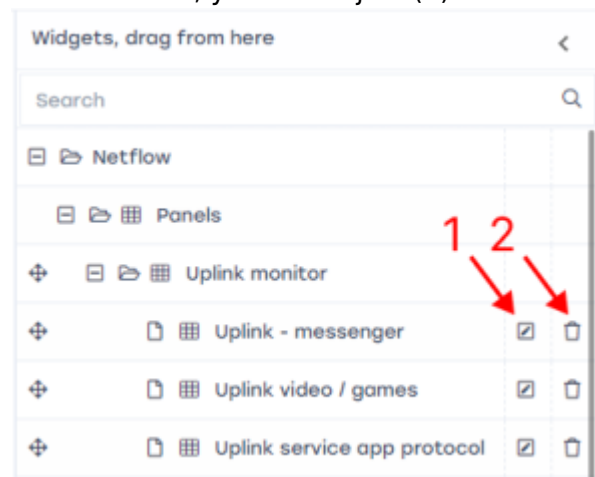 Widgets, drag from here
Search
Netflow
Panels
1 2
Uplink monitor
Uplink - messenger
Uplink video / games
Uplink service app protocol